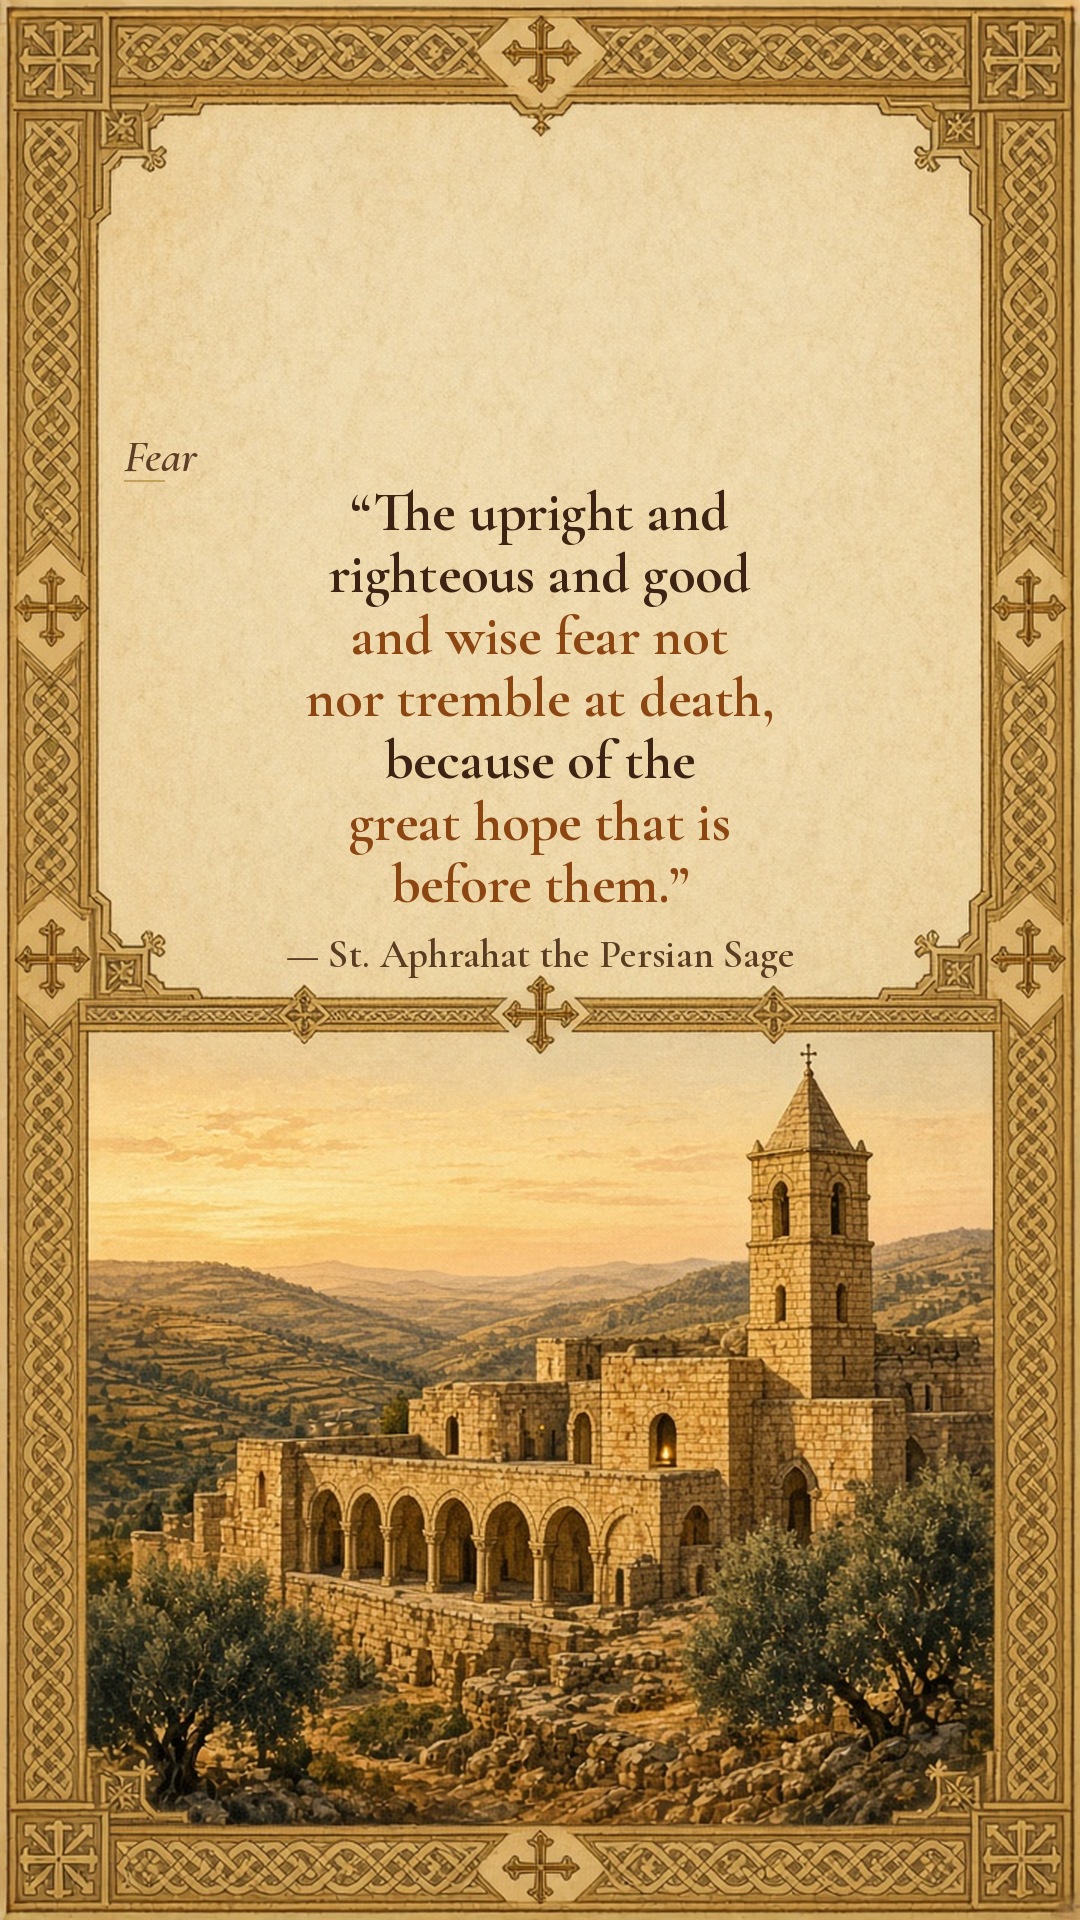 Fear
“The upright and
righteous and good
and wise fear not
nor tremble at death,
because of the
great hope that is
before them.”
— St. Aphrahat the Persian Sage